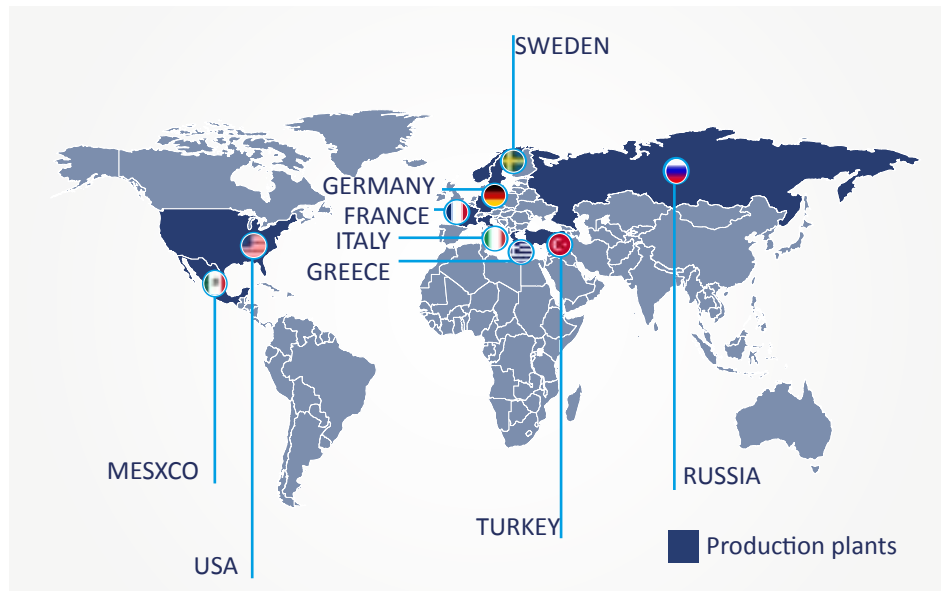 SWEDEN
GERMANY
FRANCE
ITALY
GREECE
MESXCO
RUSSIA
TURKEY
Production plants
USA